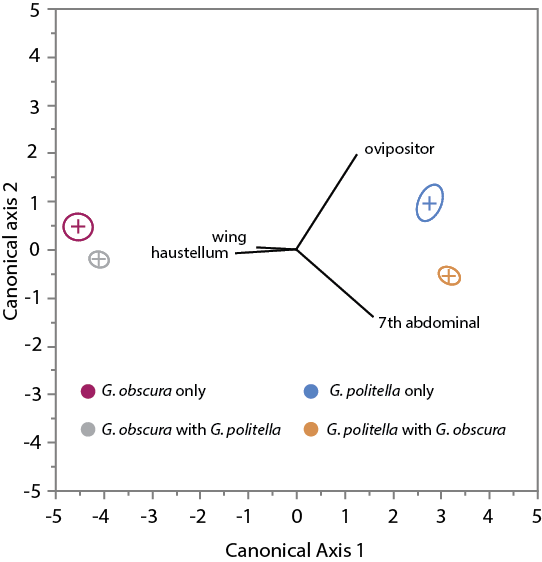 5
4
3
2
1
0
-1
-2
-3
-4
-5
Canonical axis 2
ovipositor
wing
haustellum
7th abdominal
G. obscura only
G. politella only
G. obscura with G. politella
G. politella with G. obscura
-5 -4 -3 -2 -1 0 1 2 3 4 5
Canonical Axis 1